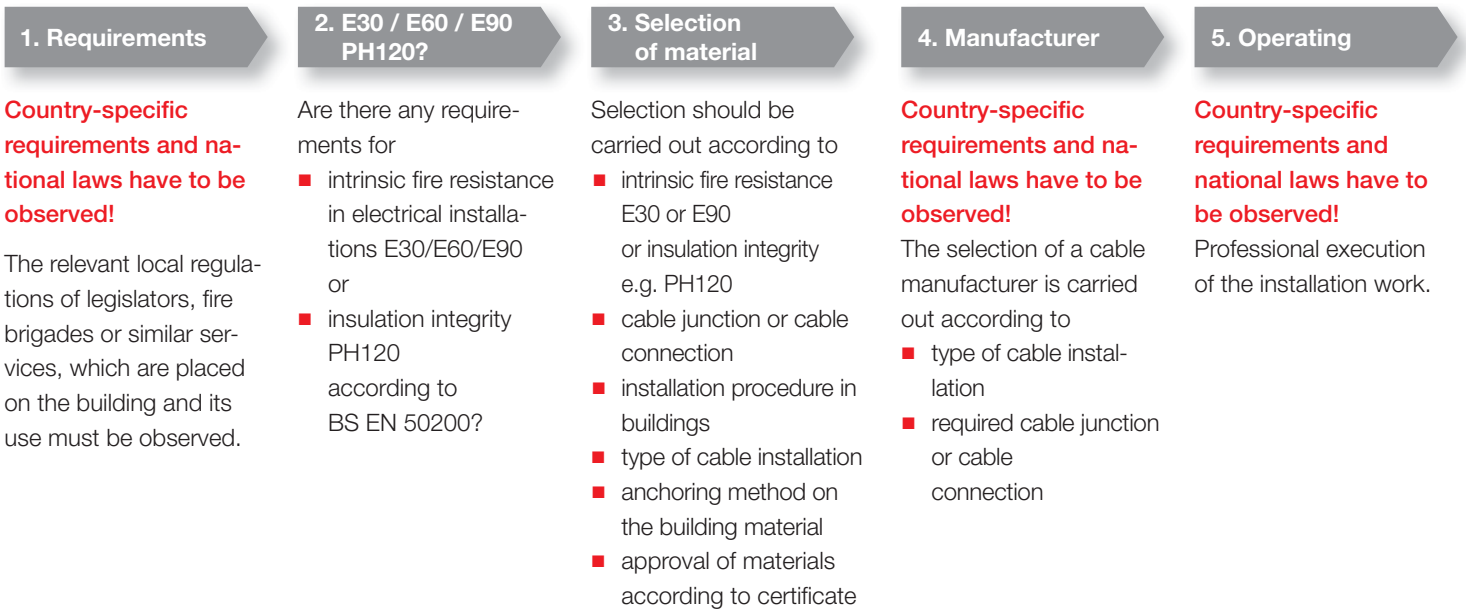 1. Requirements
Country-specific
requirements and na-
tional laws have to be
observed!
The relevant local regula-
tions of legislators, fire
brigades or similar ser-
vices, which are placed
on the building and its
use must be observed.
2. E30 / E60 / E90
PH120?
Are there any require-
ments for
■ intrinsic fire resistance
in electrical installa-
tions E30/E60/E90
or
■ insulation integrity
PH120
according to
BS EN 50200?
3. Selection
of material
Selection should be
carried out according to
■ intrinsic fire resistance
E30 or E90
or insulation integrity
e.g. PH120
■ cable junction or cable
connection
■ installation procedure in
buildings
■ type of cable installation
■ anchoring method on
the building material
■ approval of materials
according to certificate
4. Manufacturer
Country-specific
requirements and na-
tional laws have to be
observed!
The selection of a cable
manufacturer is carried
out according to
■ type of cable instal-
lation
■ required cable junction
or cable
connection
5. Operating
Country-specific
requirements and
national laws have to
be observed!
Professional execution
of the installation work.